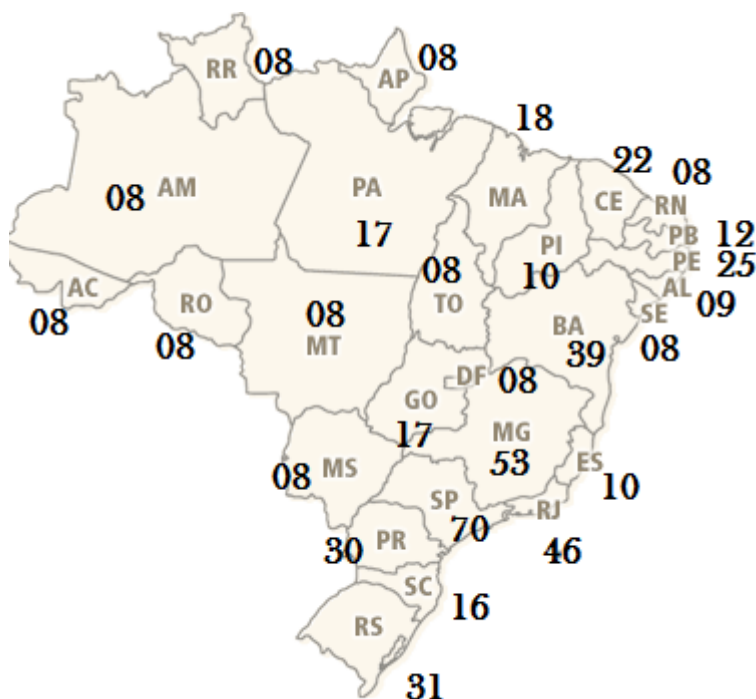 RR 08
AP 08
18
22
08
AM
08
PA
17
MA
CE
RN
PB 12
PI
10
PE 25
AL 09
AC
08
RO
08
08
MT
08
TO
BA
39
SE
08
DF 08
GO
17
MG
53
ES
10
MS
08
SP
70
RJ
46
PR
30
SC
16
RS
31